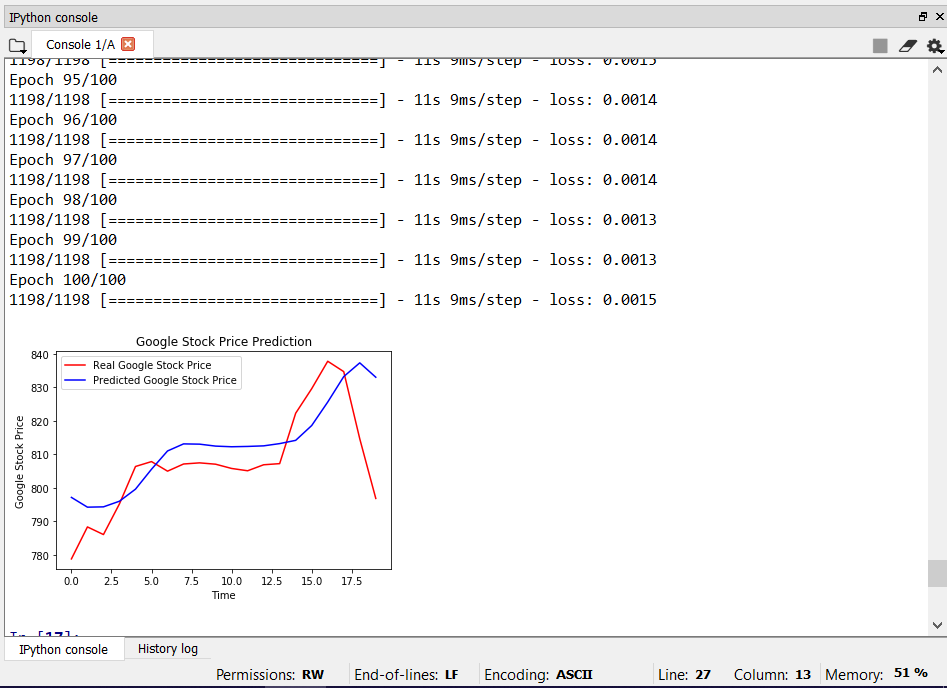 IPython console
Console 1/A
1198/1198 [==============================] - 11s 9ms/step - loss: 0.0015
Epoch 95/100
1198/1198 [==============================] - 11s 9ms/step - loss: 0.0014
Epoch 96/100
1198/1198 [==============================] - 11s 9ms/step - loss: 0.0014
Epoch 97/100
1198/1198 [==============================] - 11s 9ms/step - loss: 0.0014
Epoch 98/100
1198/1198 [==============================] - 11s 9ms/step - loss: 0.0013
Epoch 99/100
1198/1198 [==============================] - 11s 9ms/step - loss: 0.0013
Epoch 100/100
1198/1198 [==============================] - 11s 9ms/step - loss: 0.0015
Google Stock Price Prediction
Real Google Stock Price
Predicted Google Stock Price
Google Stock Price
840
830
820
810
800
790
780
0.0 2.5 5.0 7.5 10.0 12.5 15.0 17.5
Time
In [17]:
IPython console History log
Permissions: RW End-of-lines: LF Encoding: ASCII Line: 27 Column: 13 Memory: 51 %